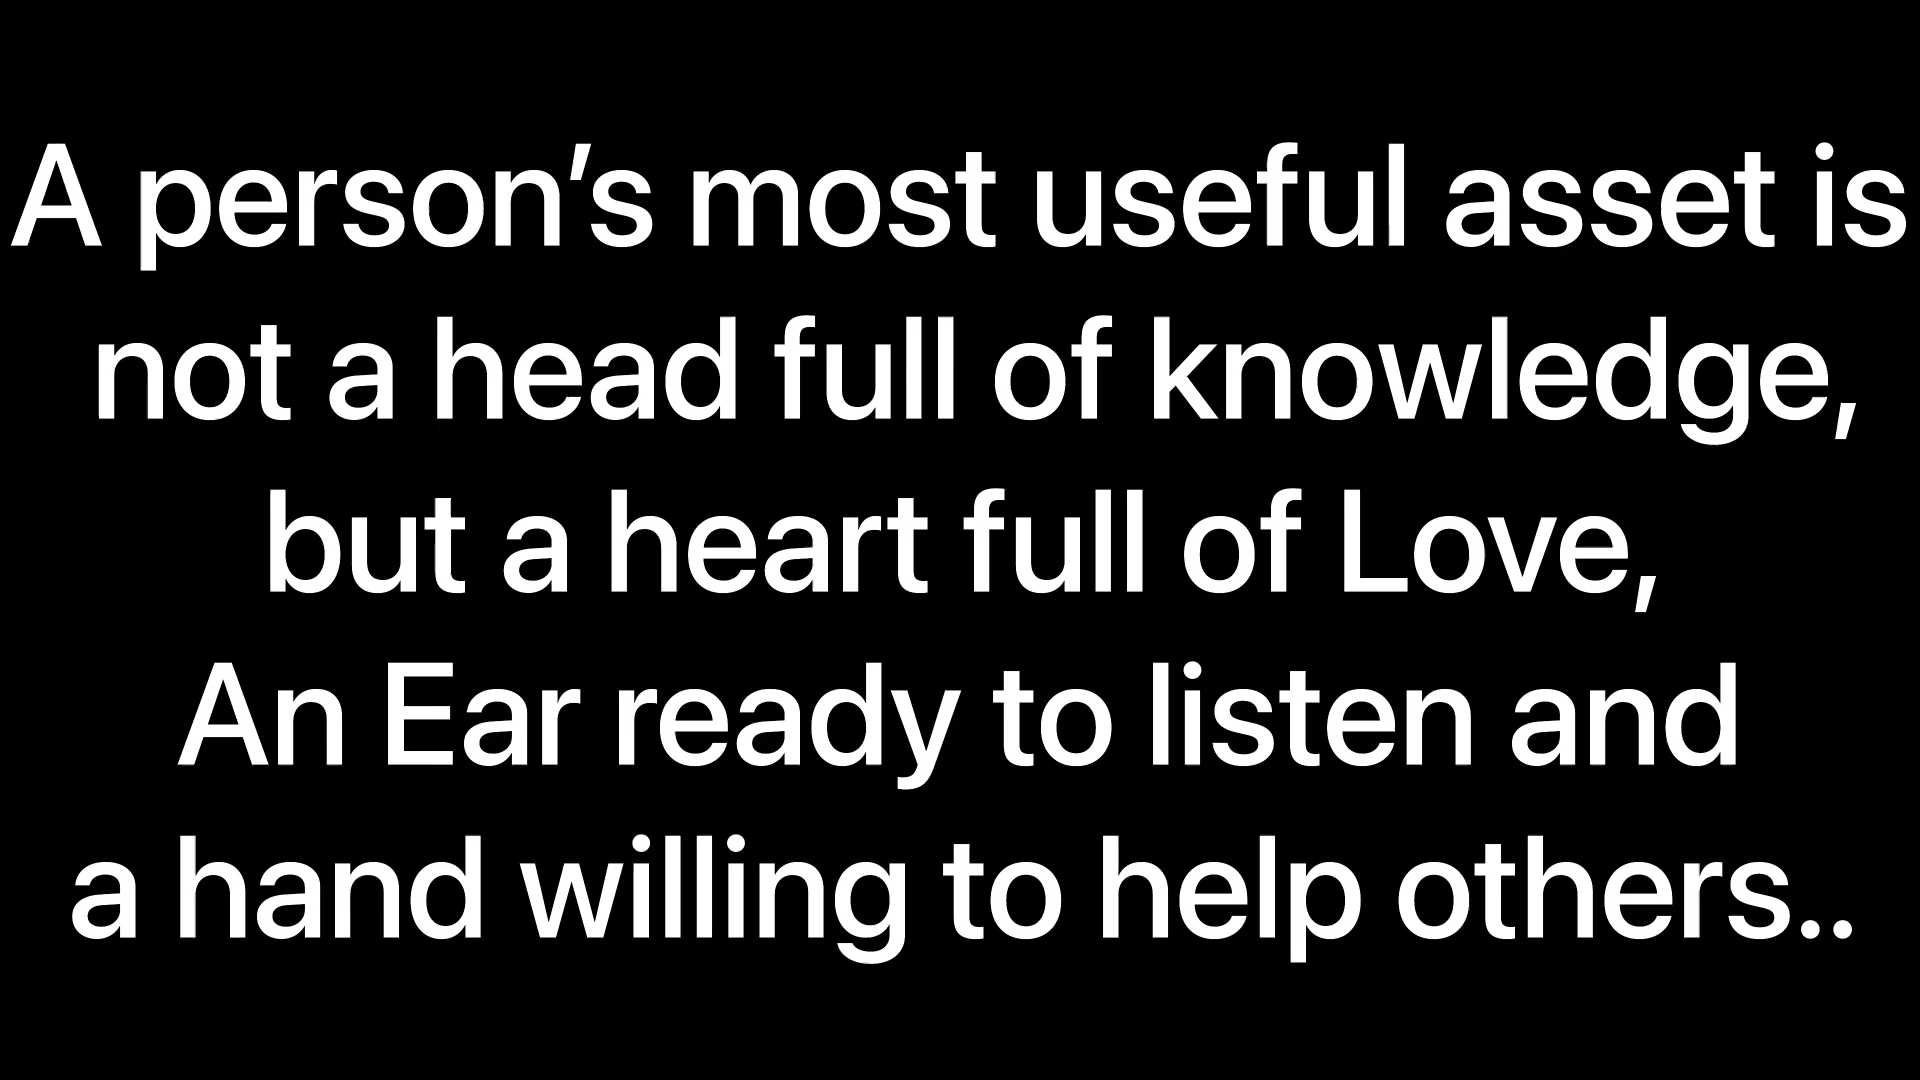 A person’s most useful asset is
not a head full of knowledge,
but a heart full of Love,
An Ear ready to listen and
a hand willing to help others..